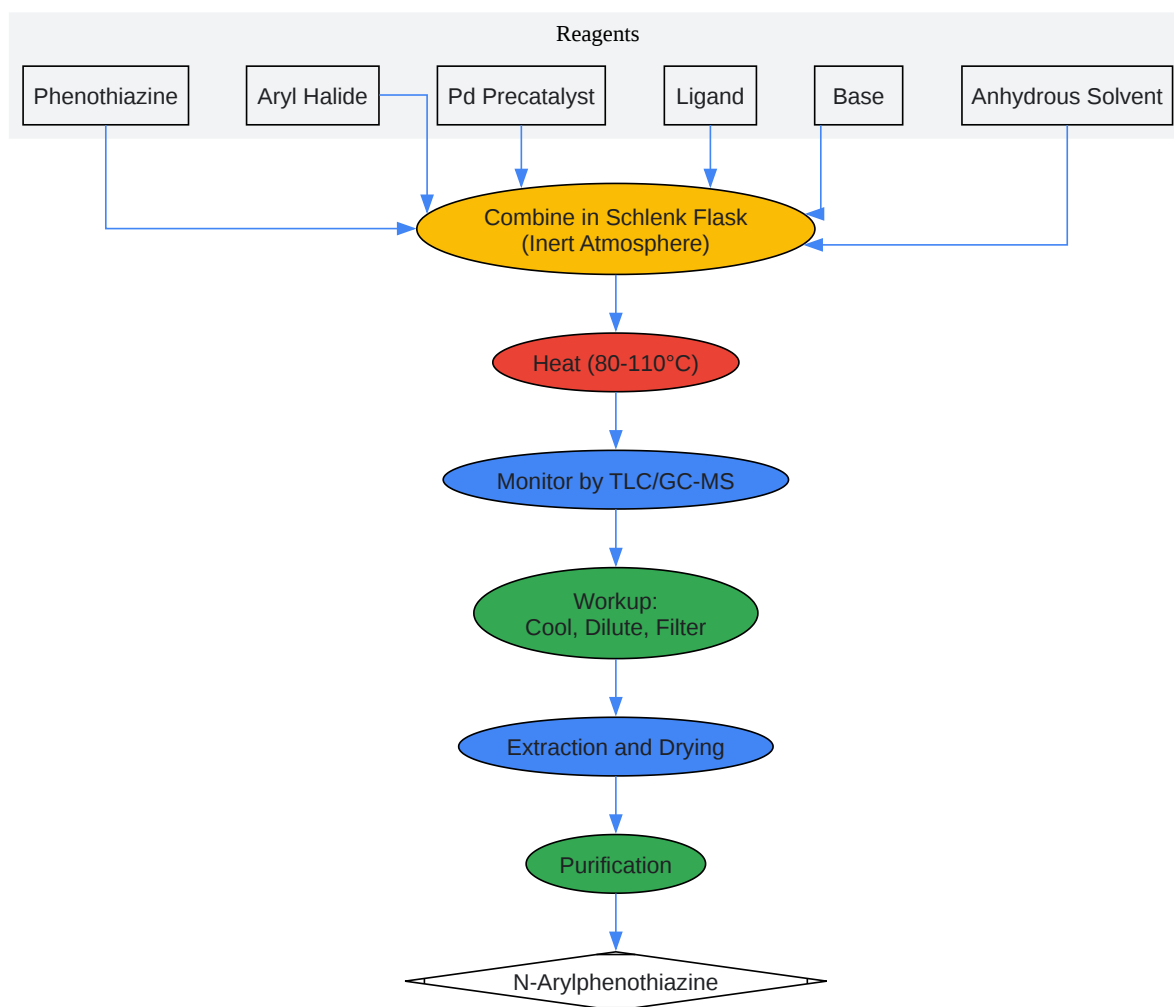 Reagents
Phenothiazine
Aryl Halide
Pd Precatalyst
Ligand
Base
Anhydrous Solvent
Combine in Schlenk Flask
(Inert Atmosphere)
Heat (80-110°C)
Monitor by TLC/GC-MS
Workup:
Cool, Dilute, Filter
Extraction and Drying
Purification
N-Arylphenothiazine